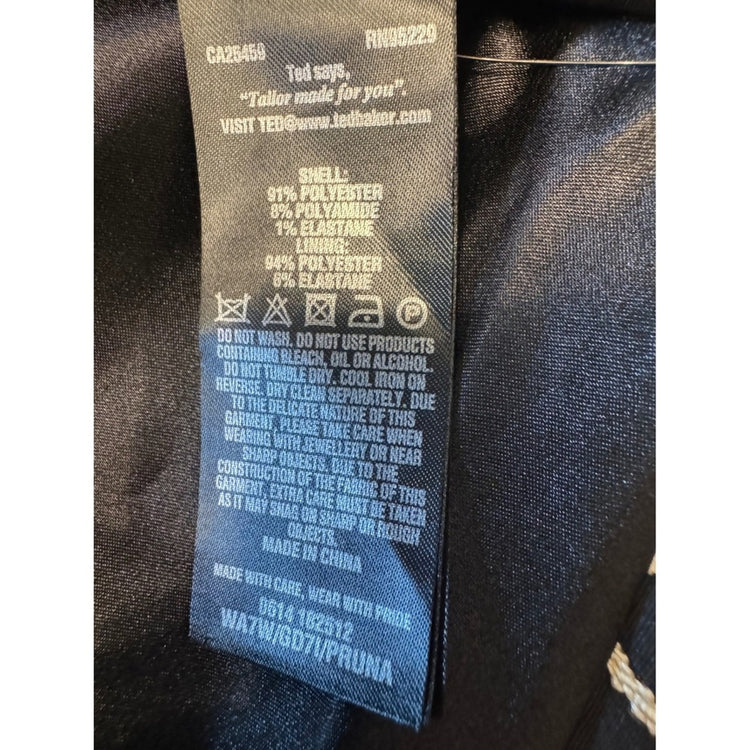 CA25459 RN95229
Ted says,
"Tailor made for you".
VISIT TED@www.tedbaker.com
SHELL:
91% POLYESTER
8% POLYAMIDE
1% ELASTANE
LINING:
94% POLYESTER
6% ELASTANE
P
DO NOT WASH. DO NOT USE PRODUCTS
CONTAINING BLEACH, OIL OR ALCOHOL.
DO NOT TUMBLE DRY. COOL IRON ON
REVERSE. DRY CLEAN SEPARATELY. DUE
TO THE DELICATE NATURE OF THIS
GARMENT, PLEASE TAKE CARE WHEN
WEARING WITH JEWELLERY OR NEAR
SHARP OBJECTS. DUE TO THE
CONSTRUCTION OF THE FABRIC OF THIS
GARMENT, EXTRA CARE MUST BE TAKEN
AS IT MAY SNAG ON SHARP OR ROUGH
OBJECTS.
MADE IN CHINA
MADE WITH CARE, WEAR WITH PRIDE
0614 162512
WA7W/GD71/PRUNA